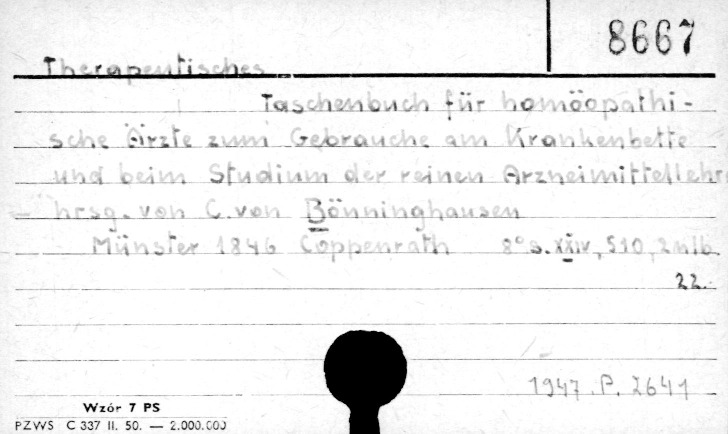 8667
Therapeutisches
Taschenbuch für homöopathi-
sche Ärzte zum Gebrauche am Krankenbette
und beim Studium der reinen Arzneimittellehre
hrsg. von C. von Bönninghausen
Münster 1846 Coppenrath 8° s. XXIV, 510, 2 nlb.
22.
1947. P. 2641
Wzór 7 PS
PZWS C 337 II. 50. — 2.000.000